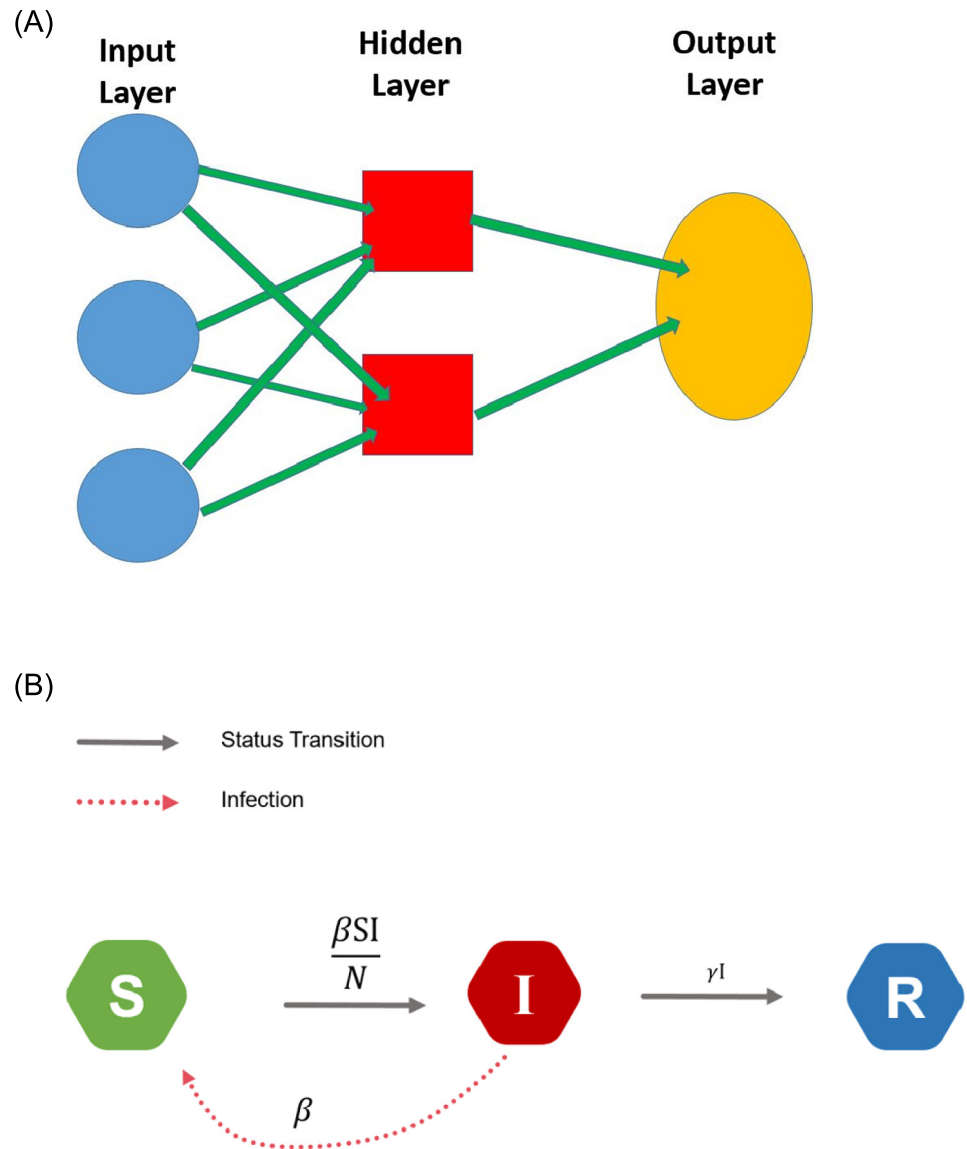 (A)
Input
Layer
Hidden
Layer
Output
Layer
(B)
Status Transition
Infection
βSI
N
S
I
γI
R
β